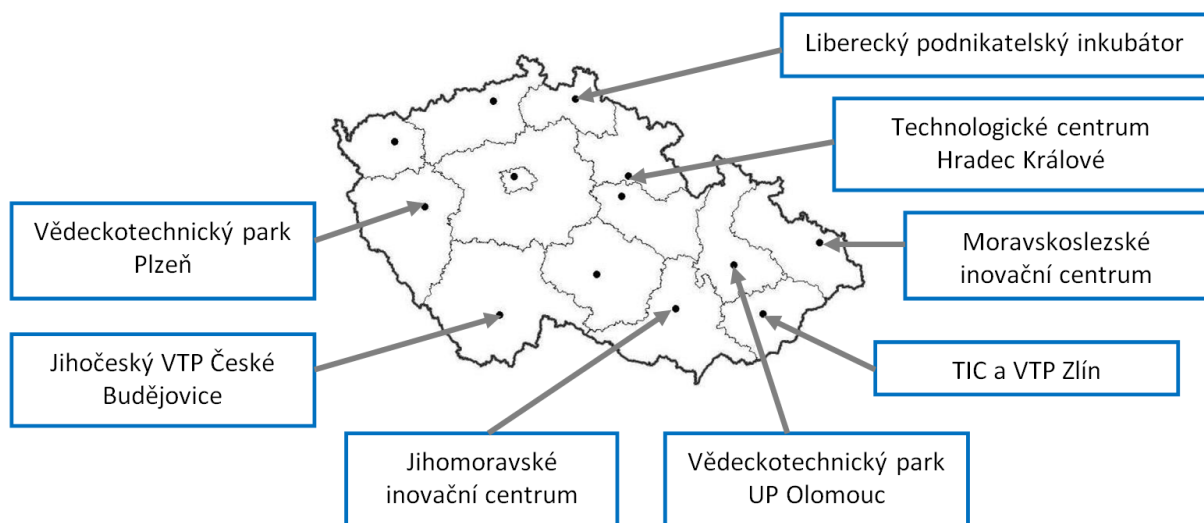 Liberecký podnikatelský inkubátor
Technologické centrum
Hradec Králové
Vědeckotechnický park
Plzeň
Moravskoslezské
inovační centrum
Jihočeský VTP České
Budějovice
TIC a VTP Zlín
Jihomoravské
inovační centrum
Vědeckotechnický park
UP Olomouc